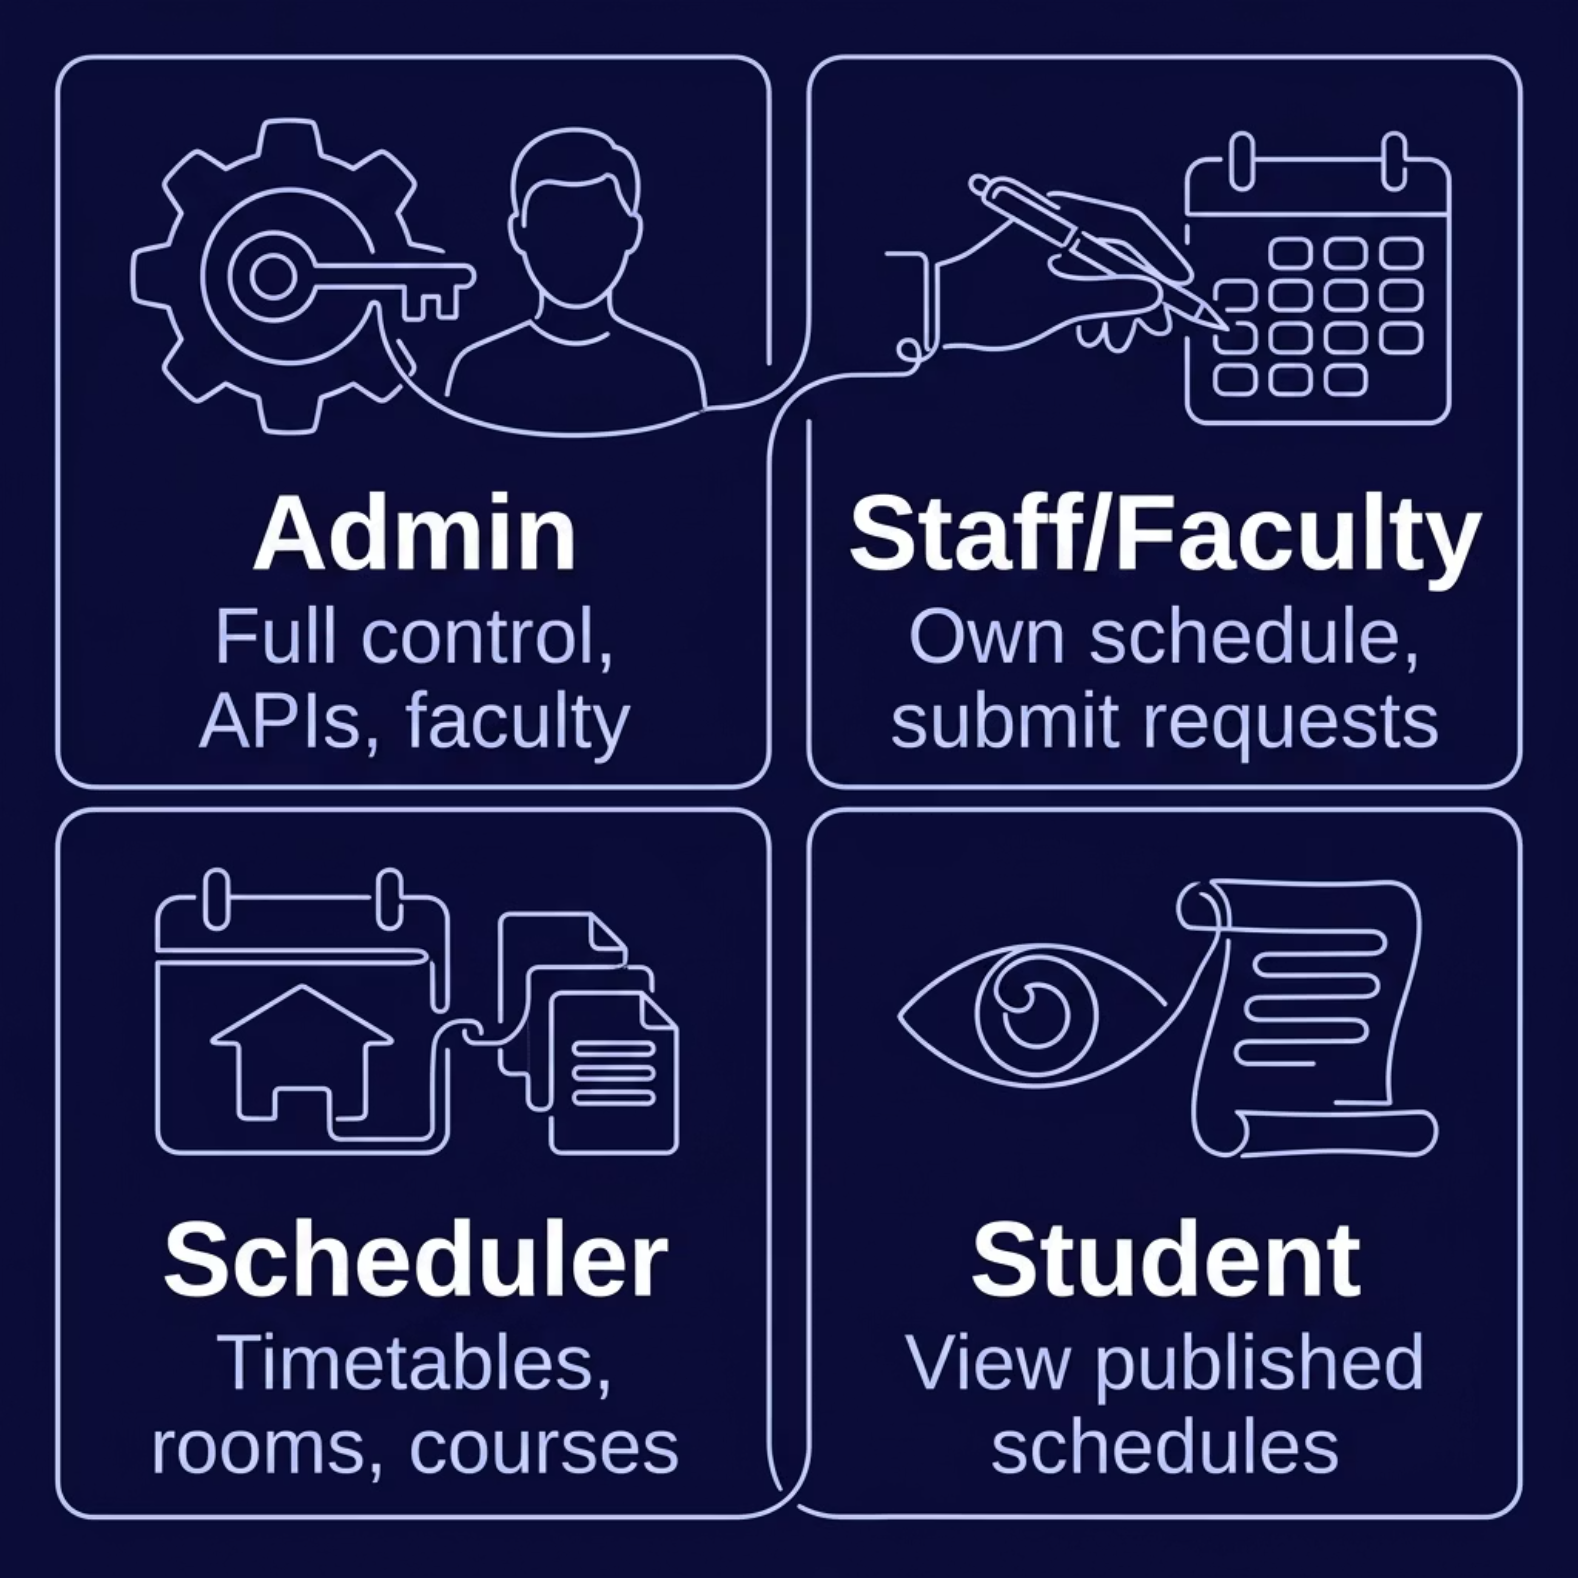 Admin
Full control,
APIs, faculty
Staff/Faculty
Own schedule,
submit requests
Scheduler
Timetables,
rooms, courses
Student
View published
schedules